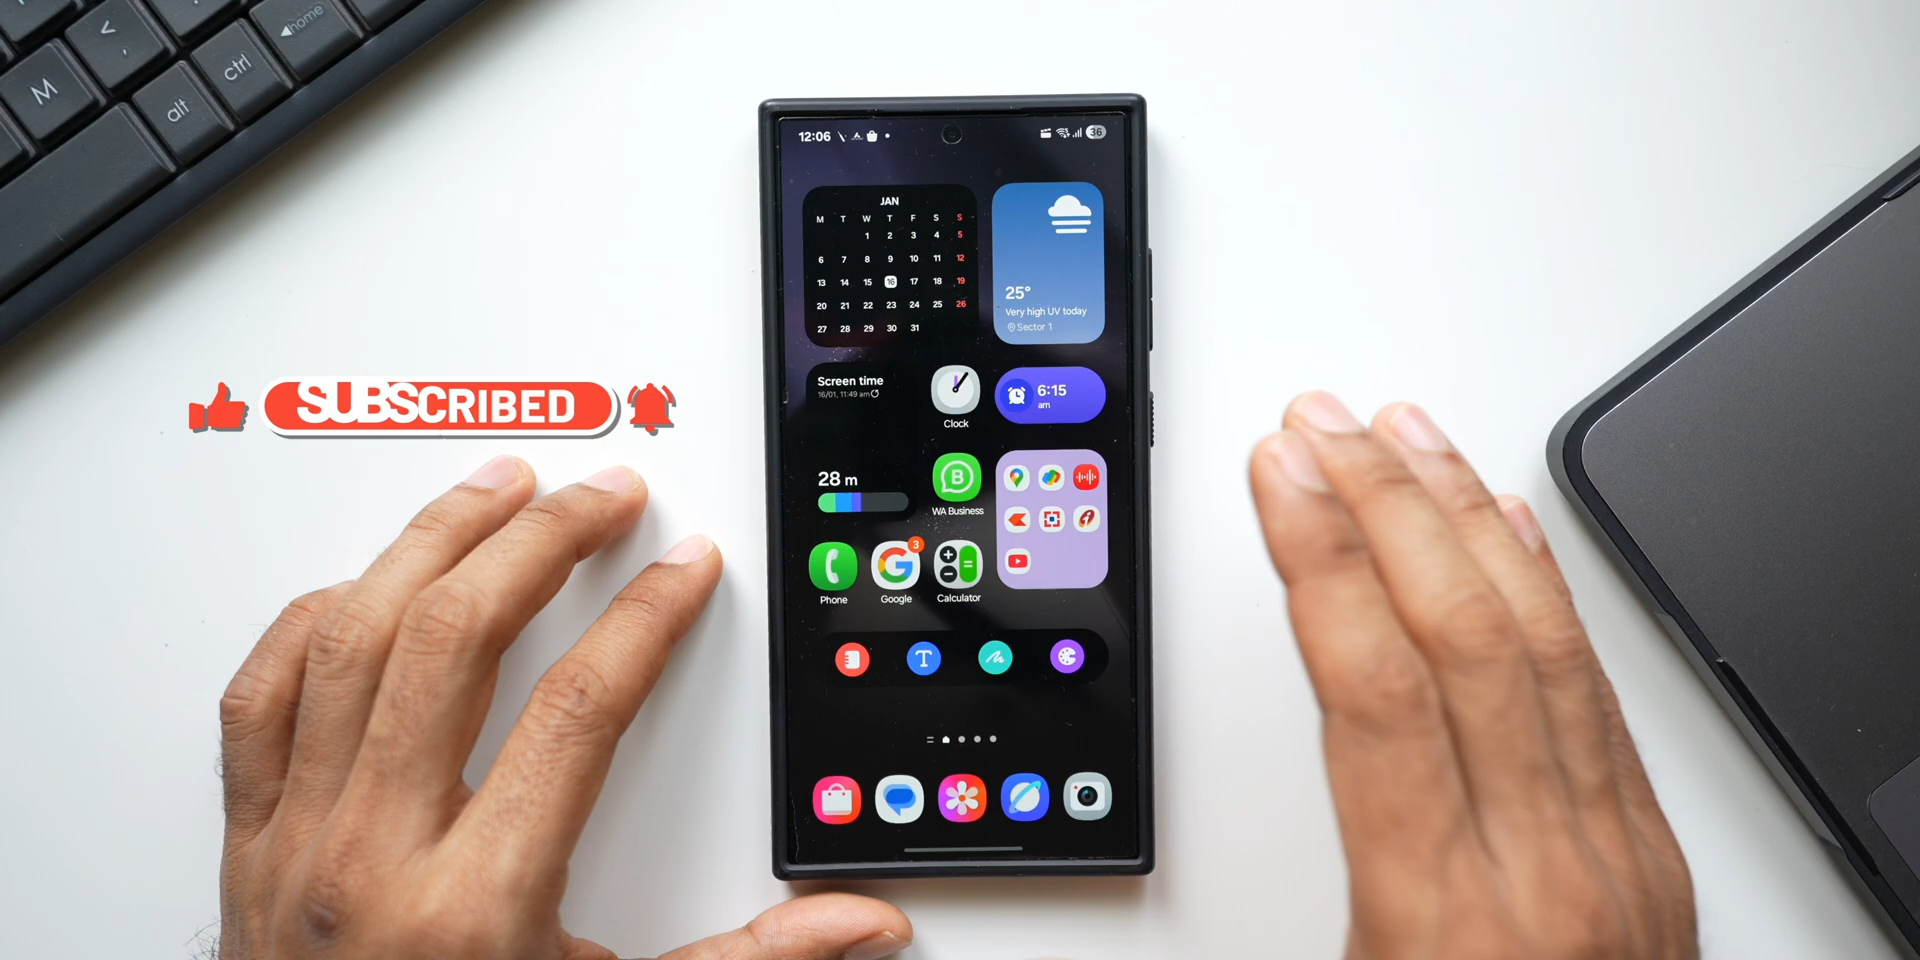 home
<
,
M
alt
ctrl
12:06
36
JAN
M T W T F S S
1 2 3 4 5
6 7 8 9 10 11 12
13 14 15 16 17 18 19
20 21 22 23 24 25 26
27 28 29 30 31
25°
Very high UV today
Sector 1
Screen time
16/01, 11:49 am
Clock
6:15
am
SUBSCRIBED
28 m
B
WA Business
Phone
G
3
Google
Calculator
T